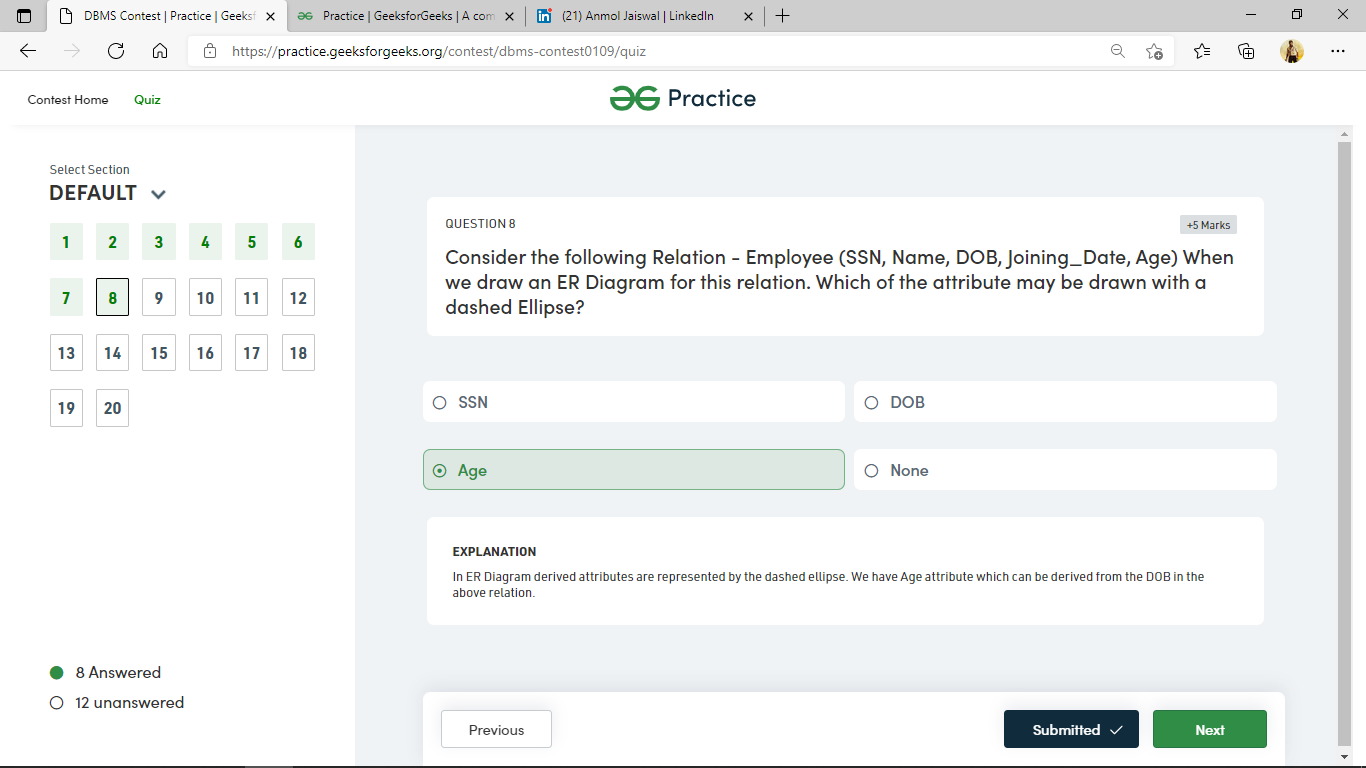 DBMS Contest | Practice | Geeksf
Practice | GeeksforGeeks | A com
(21) Anmol Jaiswal | LinkedIn
https://practice.geeksforgeeks.org/contest/dbms-contest0109/quiz
Contest Home
Quiz
Practice
Select Section
DEFAULT
1 2 3 4 5 6
7 8 9 10 11 12
13 14 15 16 17 18
19 20
8 Answered
12 unanswered
QUESTION 8
+5 Marks
Consider the following Relation - Employee (SSN, Name, DOB, Joining_Date, Age) When
we draw an ER Diagram for this relation. Which of the attribute may be drawn with a
dashed Ellipse?
SSN
DOB
Age
None
EXPLANATION
In ER Diagram derived attributes are represented by the dashed ellipse. We have Age attribute which can be derived from the DOB in the
above relation.
Previous
Submitted
Next